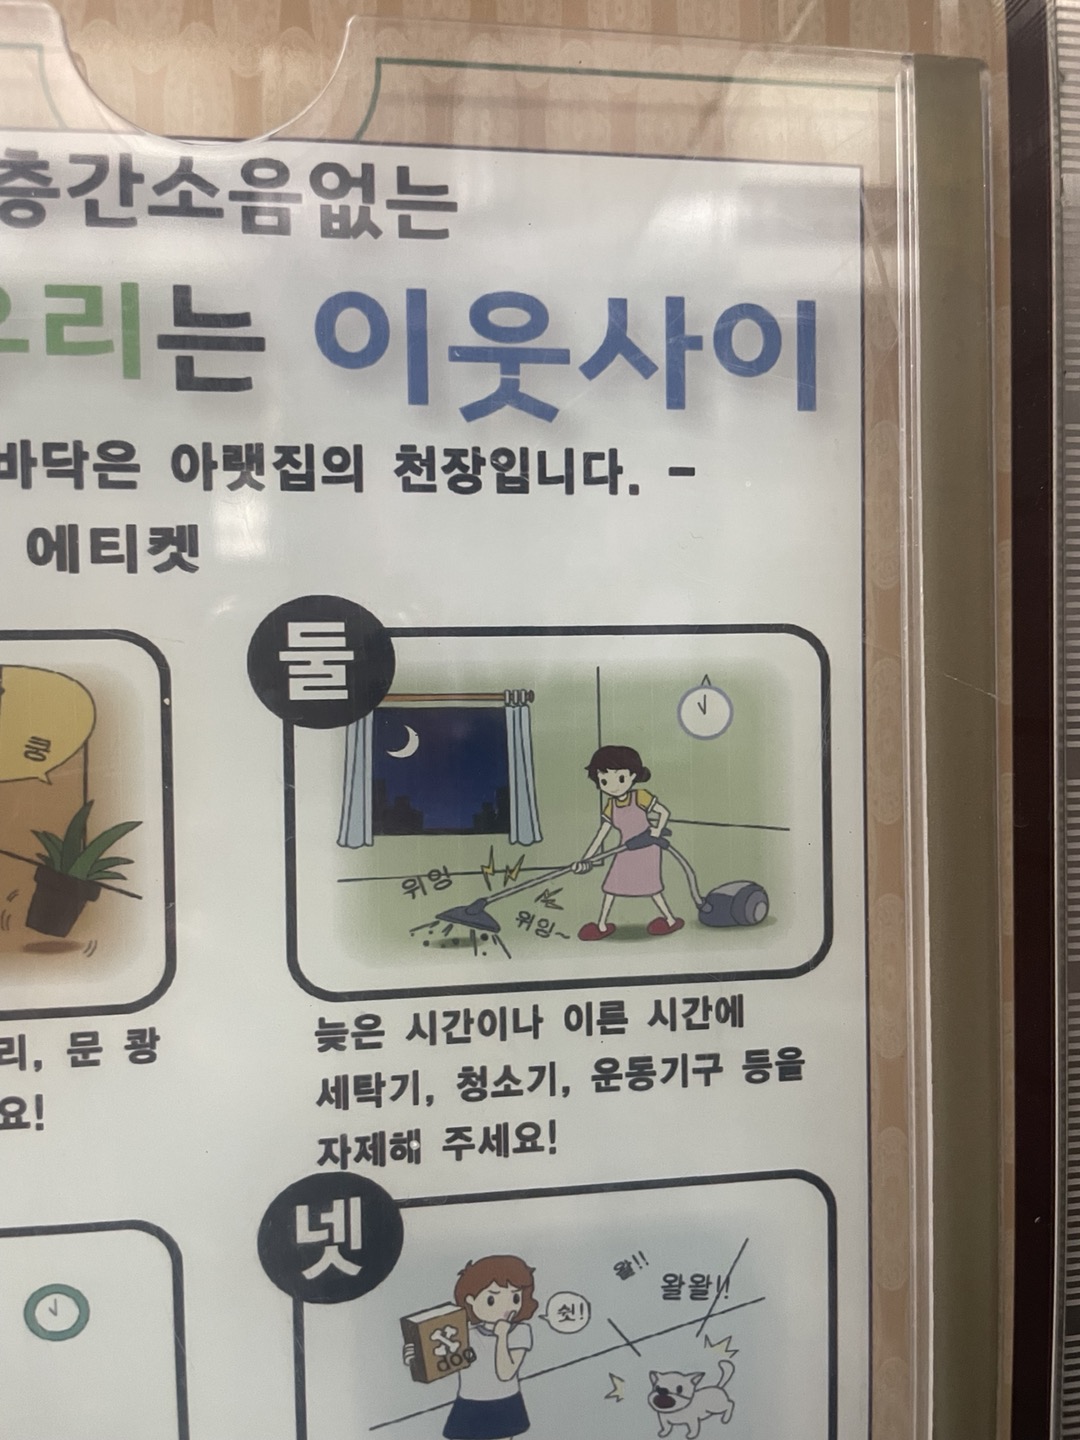 층간소음없는
우리는 이웃사이
바닥은 아랫집의 천장입니다. -
에티켓
둘
쿵
위잉
위잉~
리, 문 쾅
요!
늦은 시간이나 이른 시간에
세탁기, 청소기, 운동기구 등을
자제해 주세요!
넷
왈!!
왈왈!!
쉿!
dog